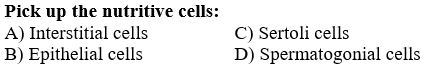 Pick up the nutritive cells:
A) Interstitial cells C) Sertoli cells
B) Epithelial cells D) Spermatogonial cells